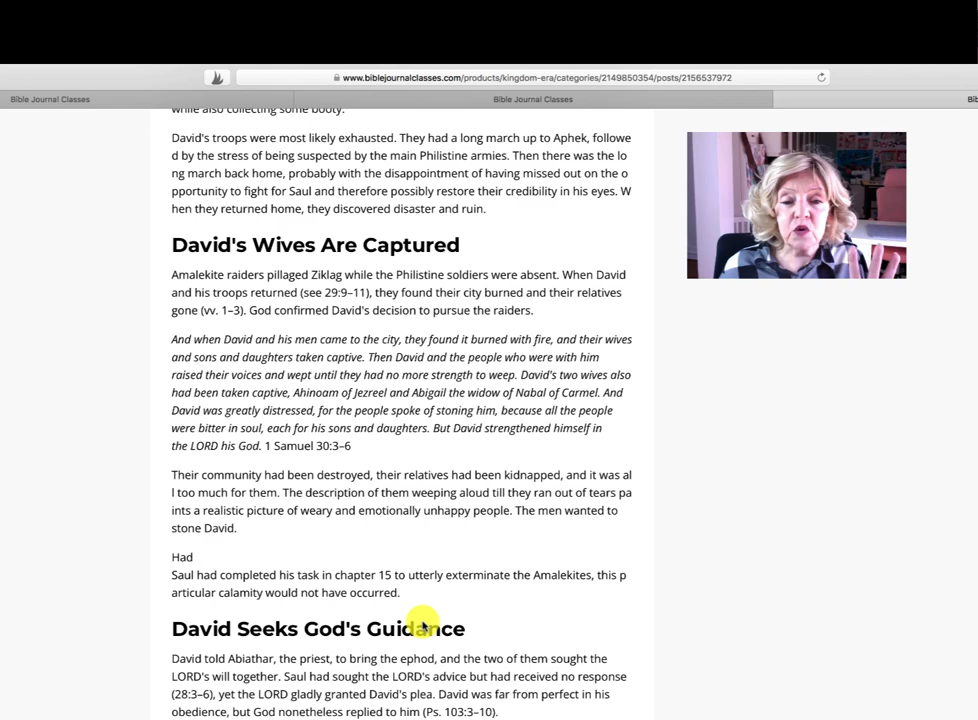 www.biblejournalclasses.com/products/kingdom-era/categories/2149850354/posts/2156537972
Bible Journal Classes
Bible Journal Classes
Bib
while also collecting some booty.
David's troops were most likely exhausted. They had a long march up to Aphek, followe
d by the stress of being suspected by the main Philistine armies. Then there was the lo
ng march back home, probably with the disappointment of having missed out on the o
pportunity to fight for Saul and therefore possibly restore their credibility in his eyes. W
hen they returned home, they discovered disaster and ruin.
David's Wives Are Captured
Amalekite raiders pillaged Ziklag while the Philistine soldiers were absent. When David
and his troops returned (see 29:9–11), they found their city burned and their relatives
gone (vv. 1–3). God confirmed David's decision to pursue the raiders.
And when David and his men came to the city, they found it burned with fire, and their wives
and sons and daughters taken captive. Then David and the people who were with him
raised their voices and wept until they had no more strength to weep. David's two wives also
had been taken captive, Ahinoam of Jezreel and Abigail the widow of Nabal of Carmel. And
David was greatly distressed, for the people spoke of stoning him, because all the people
were bitter in soul, each for his sons and daughters. But David strengthened himself in
the LORD his God. 1 Samuel 30:3–6
Their community had been destroyed, their relatives had been kidnapped, and it was al
l too much for them. The description of them weeping aloud till they ran out of tears pa
ints a realistic picture of weary and emotionally unhappy people. The men wanted to
stone David.
Had
Saul had completed his task in chapter 15 to utterly exterminate the Amalekites, this p
articular calamity would not have occurred.
David Seeks God's Guidance
David told Abiathar, the priest, to bring the ephod, and the two of them sought the
LORD's will together. Saul had sought the LORD's advice but had received no response
(28:3–6), yet the LORD gladly granted David's plea. David was far from perfect in his
obedience, but God nonetheless replied to him (Ps. 103:3–10).